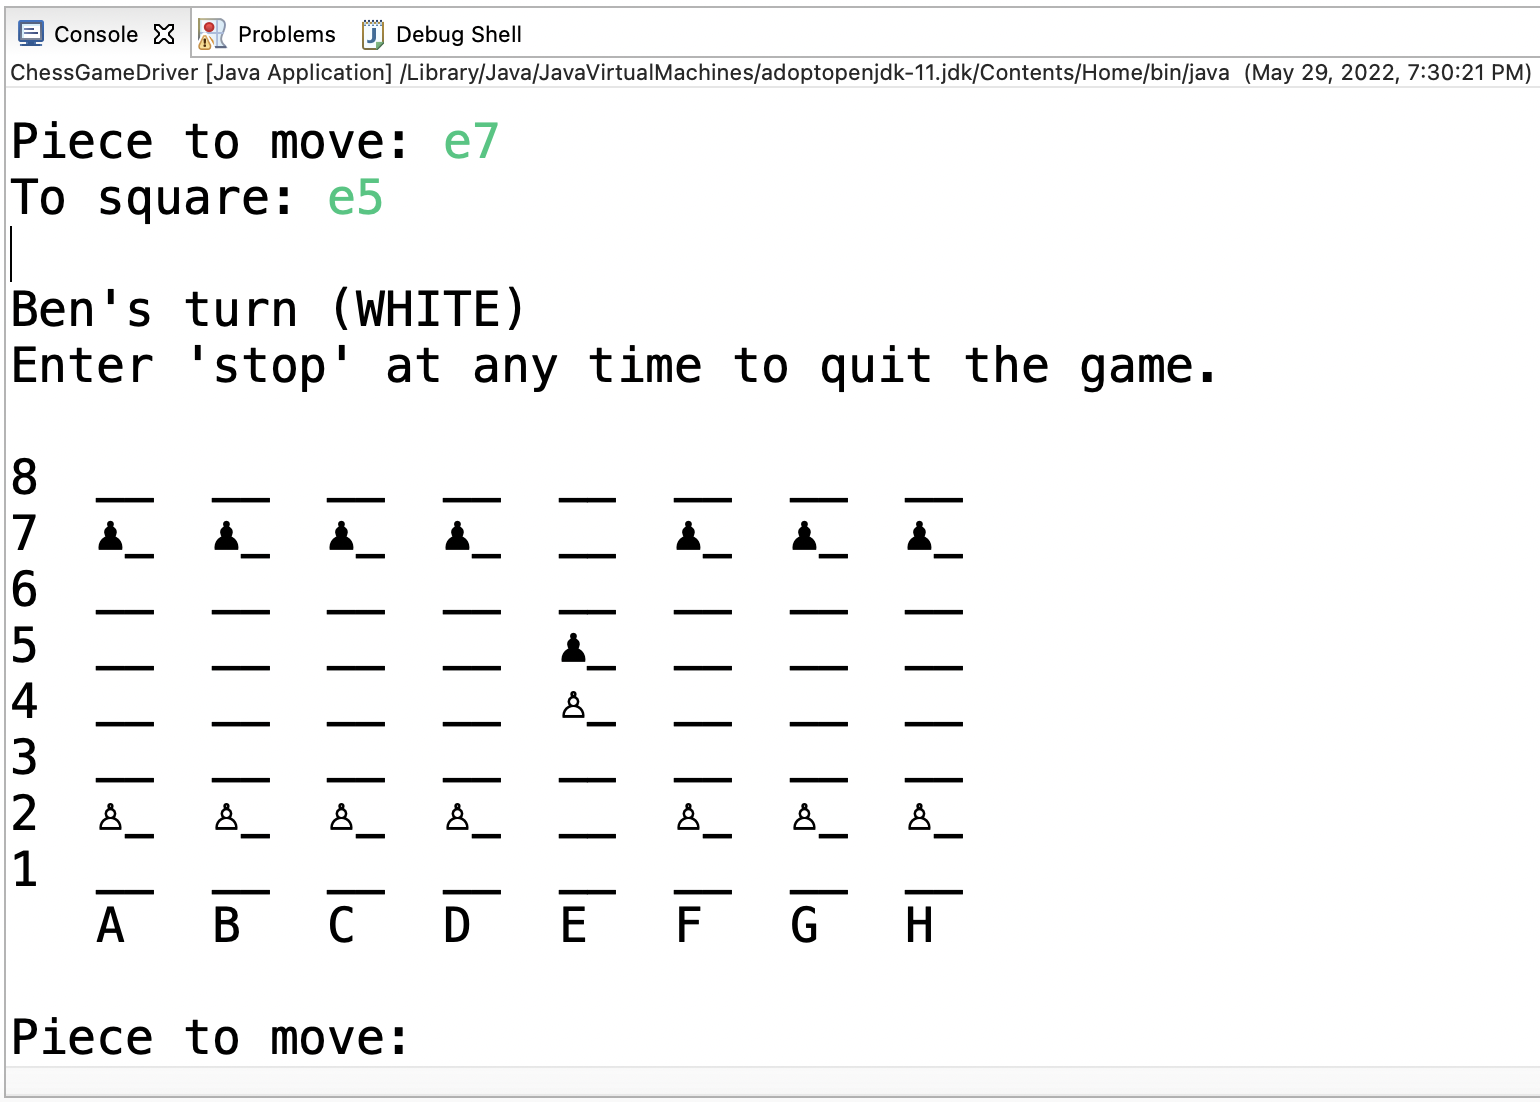 Console Problems Debug Shell
ChessGameDriver [Java Application] /Library/Java/JavaVirtualMachines/adoptopenjdk-11.jdk/Contents/Home/bin/java (May 29, 2022, 7:30:21 PM)
Piece to move: e7
To square: e5
Ben's turn (WHITE)
Enter 'stop' at any time to quit the game.
8 __ __ __ __ __ __ __ __
7 ♟_ ♟_ ♟_ ♟_ __ ♟_ ♟_ ♟_
6 __ __ __ __ __ __ __ __
5 __ __ __ __ ♟_ __ __ __
4 __ __ __ __ ♙_ __ __ __
3 __ __ __ __ __ __ __ __
2 ♙_ ♙_ ♙_ ♙_ __ ♙_ ♙_ ♙_
1 __ __ __ __ __ __ __ __
A B C D E F G H
Piece to move: